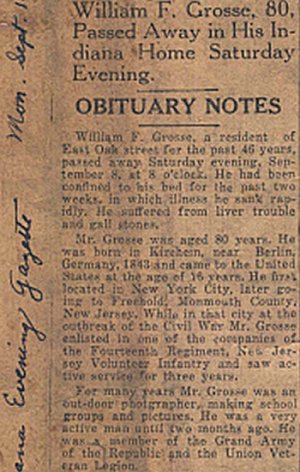 William F. Grosse, 80,
Passed Away in His In-
diana Home Saturday
Evening.
OBITUARY NOTES
William F. Grosse, a resident of
East Oak street for the past 46 years,
passed away Saturday evening, Sep-
tember 8, at 8 o'clock. He had been
confined to his bed for the past two
weeks, in which illness he sank rap-
idly. He suffered from liver trouble
and gall stones.
Mr. Grosse was aged 80 years. He
was born in Kirzhein, near Berlin,
Germany, 1843 and came to the United
States at the age of 16 years. He first
located in New York City, later go-
ing to Freehold, Monmouth County,
New Jersey. While in that city at the
outbreak of the Civil War Mr. Grosse
enlisted in one of the companies of
the Fourteenth Regiment, New Jer-
sey Volunteer Infantry and saw ac-
tive service for three years.
For many years Mr. Grosse was an
out-door photographer, making school
groups and pictures. He was a very
active man until two months ago. He
was a member of the Grand Army
of the Republic and the Union Vet-
eran Legion.
ana Evening Gazette Mon. Sept. 1